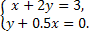 x + 2y = 3,
y + 0.5x = 0.